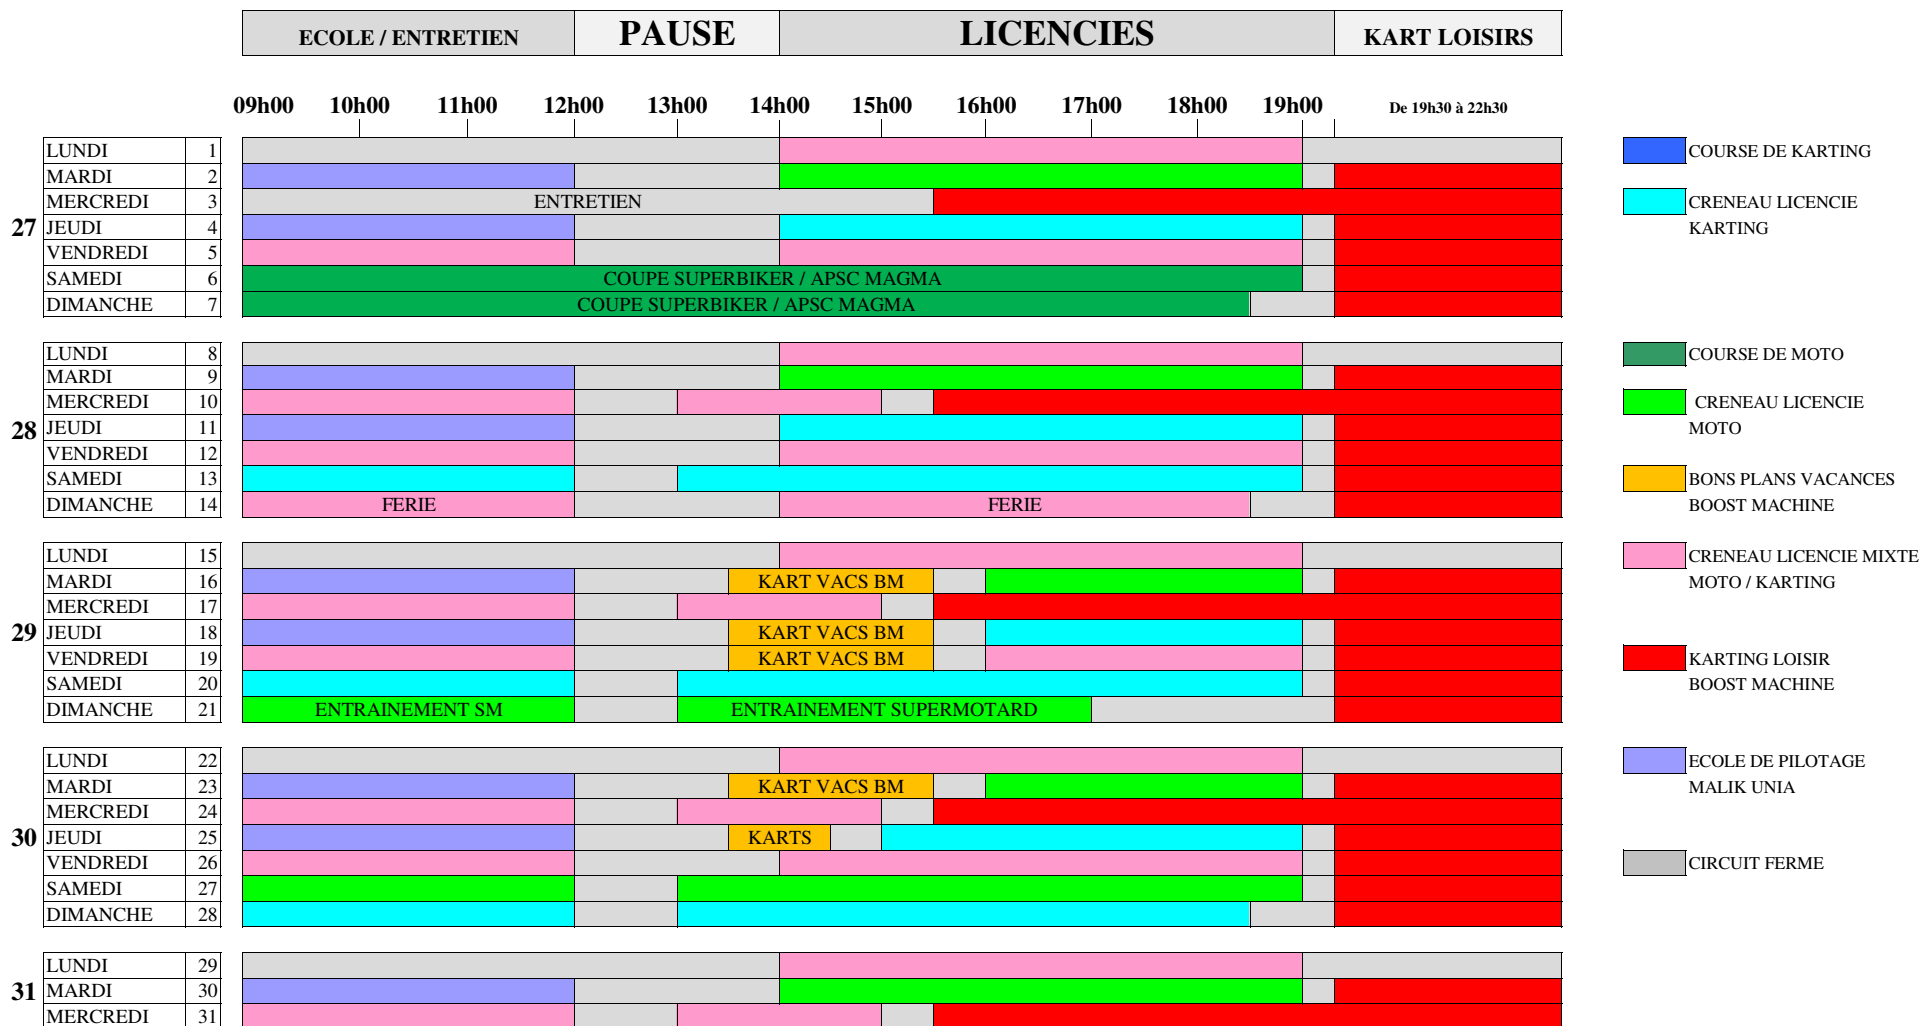 ECOLE / ENTRETIEN PAUSE LICENCIES KART LOISIRS
09h00 10h00 11h00 12h00 13h00 14h00 15h00 16h00 17h00 18h00 19h00 De 19h30 à 22h30
LUNDI 1 COURSE DE KARTING
MARDI 2
MERCREDI 3 ENTRETIEN CRENEAU LICENCIE
27 JEUDI 4 KARTING
VENDREDI 5
SAMEDI 6 COUPE SUPERBIKER / APSC MAGMA
DIMANCHE 7 COUPE SUPERBIKER / APSC MAGMA
LUNDI 8 COURSE DE MOTO
MARDI 9
MERCREDI 10 CRENEAU LICENCIE
28 JEUDI 11 MOTO
VENDREDI 12
SAMEDI 13 BONS PLANS VACANCES
DIMANCHE 14 FERIE FERIE BOOST MACHINE
LUNDI 15 CRENEAU LICENCIE MIXTE
MARDI 16 KART VACS BM MOTO / KARTING
MERCREDI 17
29 JEUDI 18 KART VACS BM
VENDREDI 19 KART VACS BM KARTING LOISIR
SAMEDI 20 BOOST MACHINE
DIMANCHE 21 ENTRAINEMENT SM ENTRAINEMENT SUPERMOTARD
LUNDI 22 ECOLE DE PILOTAGE
MARDI 23 KART VACS BM MALIK UNIA
MERCREDI 24
30 JEUDI 25 KARTS
VENDREDI 26 CIRCUIT FERME
SAMEDI 27
DIMANCHE 28
LUNDI 29
31 MARDI 30
MERCREDI 31